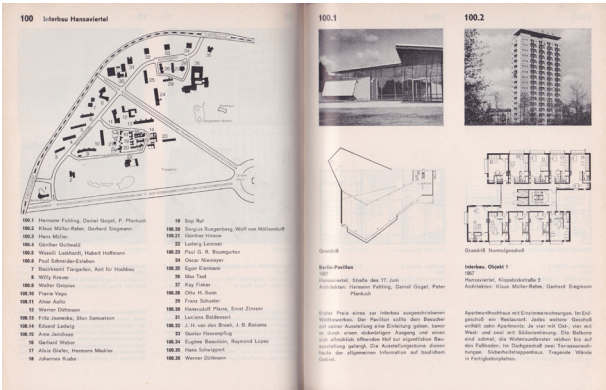 100 Interbau Hansaviertel
100.1 Hermann Fehling, Daniel Gogel, P. Pfankuch
100.2 Klaus Müller-Rehm, Gerhard Siegmann
100.3 Hans Müller
100.4 Günther Gottwald
100.5 Wassili Luckhardt, Hubert Hoffmann
100.6 Paul Schneider-Esleben
7 Bezirksamt Tiergarten, Amt für Hochbau
8 Willy Kreuer
100.9 Walter Gropius
100.10 Pierre Vago
100.11 Alvar Aalto
12 Werner Düttmann
100.13 Fritz Jaenecke, Sten Samuelson
100.14 Eduard Ludwig
100.15 Arne Jacobsen
16 Gerhard Weber
17 Alois Giefer, Hermann Mäckler
18 Johannes Krahn
19 Sep Ruf
100.20 Sergius Ruegenberg, Wolf von Möllendorff
100.21 Günther Hönow
22 Ludwig Lemmer
100.23 Paul G. R. Baumgarten
24 Oscar Niemeyer
100.25 Egon Eiermann
26 Max Taut
27 Kay Fisker
100.28 Otto H. Senn
29 Franz Schuster
100.30 Hansrudolf Plarre, Ernst Zinsser
31 Luciano Baldessari
100.32 J. H. van den Broek, J. B. Bakema
33 Gustav Hassenpflug
100.34 Eugène Beaudoin, Raymond Lopez
100.35 Hans Schwippert
100.36 Werner Düttmann
100.1
Grundriß
Berlin-Pavillon
1957
Hansaviertel, Straße des 17. Juni
Architekten: Hermann Fehling, Daniel Gogel, Peter
Pfankuch
Erster Preis eines zur Interbau ausgeschriebenen
Wettbewerbes. Der Pavillon sollte dem Besucher
mit seiner Ausstellung eine Einleitung geben, bevor
er durch einen rückwärtigen Ausgang und einen
sich allmählich öffnenden Hof zur eigentlichen Bau-
ausstellung gelangt. Die Ausstellungsräume dienen
heute der allgemeinen Information auf baulichem
Gebiet.
100.2
Grundriß Normalgeschoß
Interbau, Objekt 1
1957
Hansaviertel, Klopstockstraße 2
Architekten: Klaus Müller-Rehm, Gerhard Siegmann
Apartmenthochhaus mit Einzimmerwohnungen. Im Erd-
geschoß ein Restaurant. Jedes weitere Geschoß
enthält zehn Apartments. Je vier mit Ost-, vier mit
West- und zwei mit Südorientierung. Die Balkone
sind schmal, die Wohnraumfenster reichen bis auf
den Fußboden. Im Dachgeschoß zwei Terrassenwoh-
nungen. Sicherheitstreppenhaus. Tragende Wände
in Fertigbetonplatten.